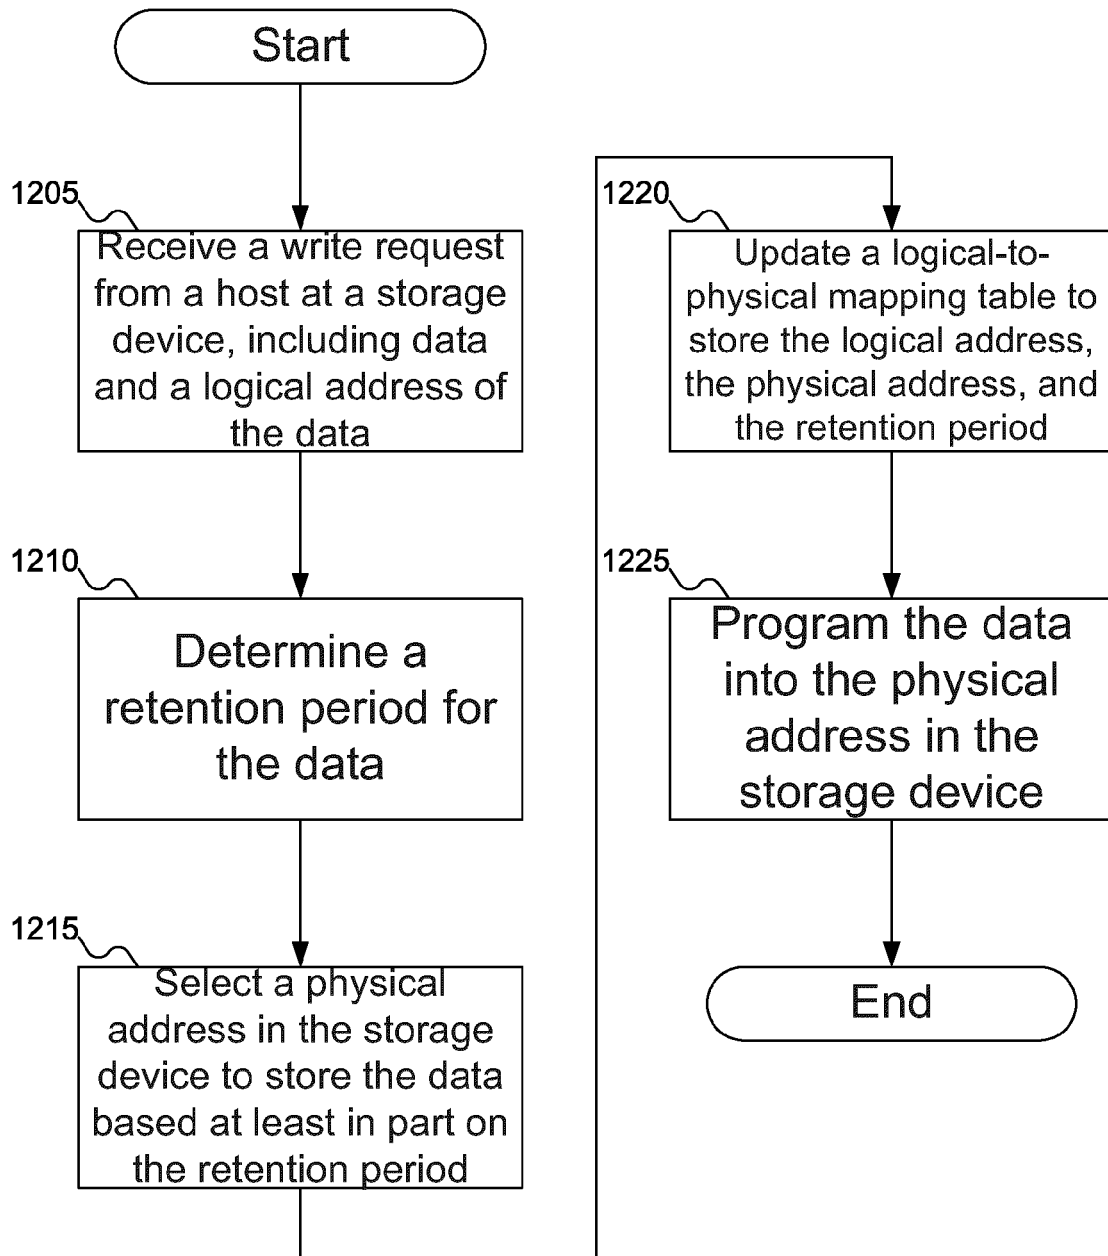 Start
1205
Receive a write request
from a host at a storage
device, including data
and a logical address of
the data
1210
Determine a
retention period for
the data
1215
Select a physical
address in the storage
device to store the data
based at least in part on
the retention period
1220
Update a logical-to-
physical mapping table to
store the logical address,
the physical address, and
the retention period
1225
Program the data
into the physical
address in the
storage device
End